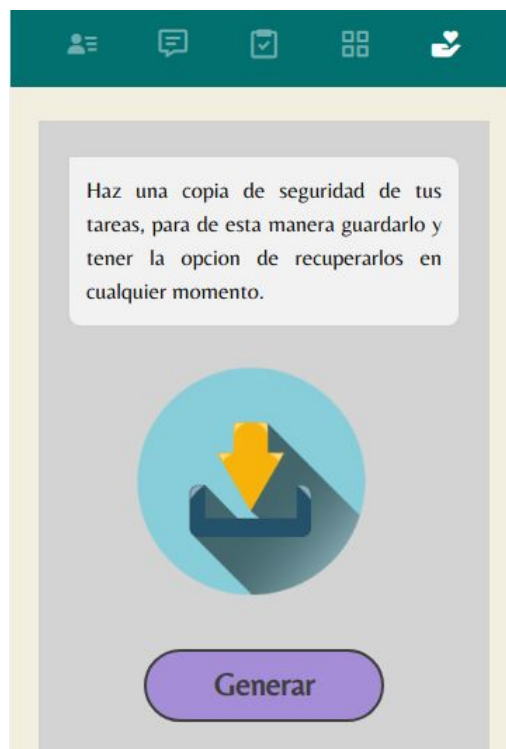 Haz una copia de seguridad de tus
tareas, para de esta manera guardarlo y
tener la opcion de recuperarlos en
cualquier momento.
Generar